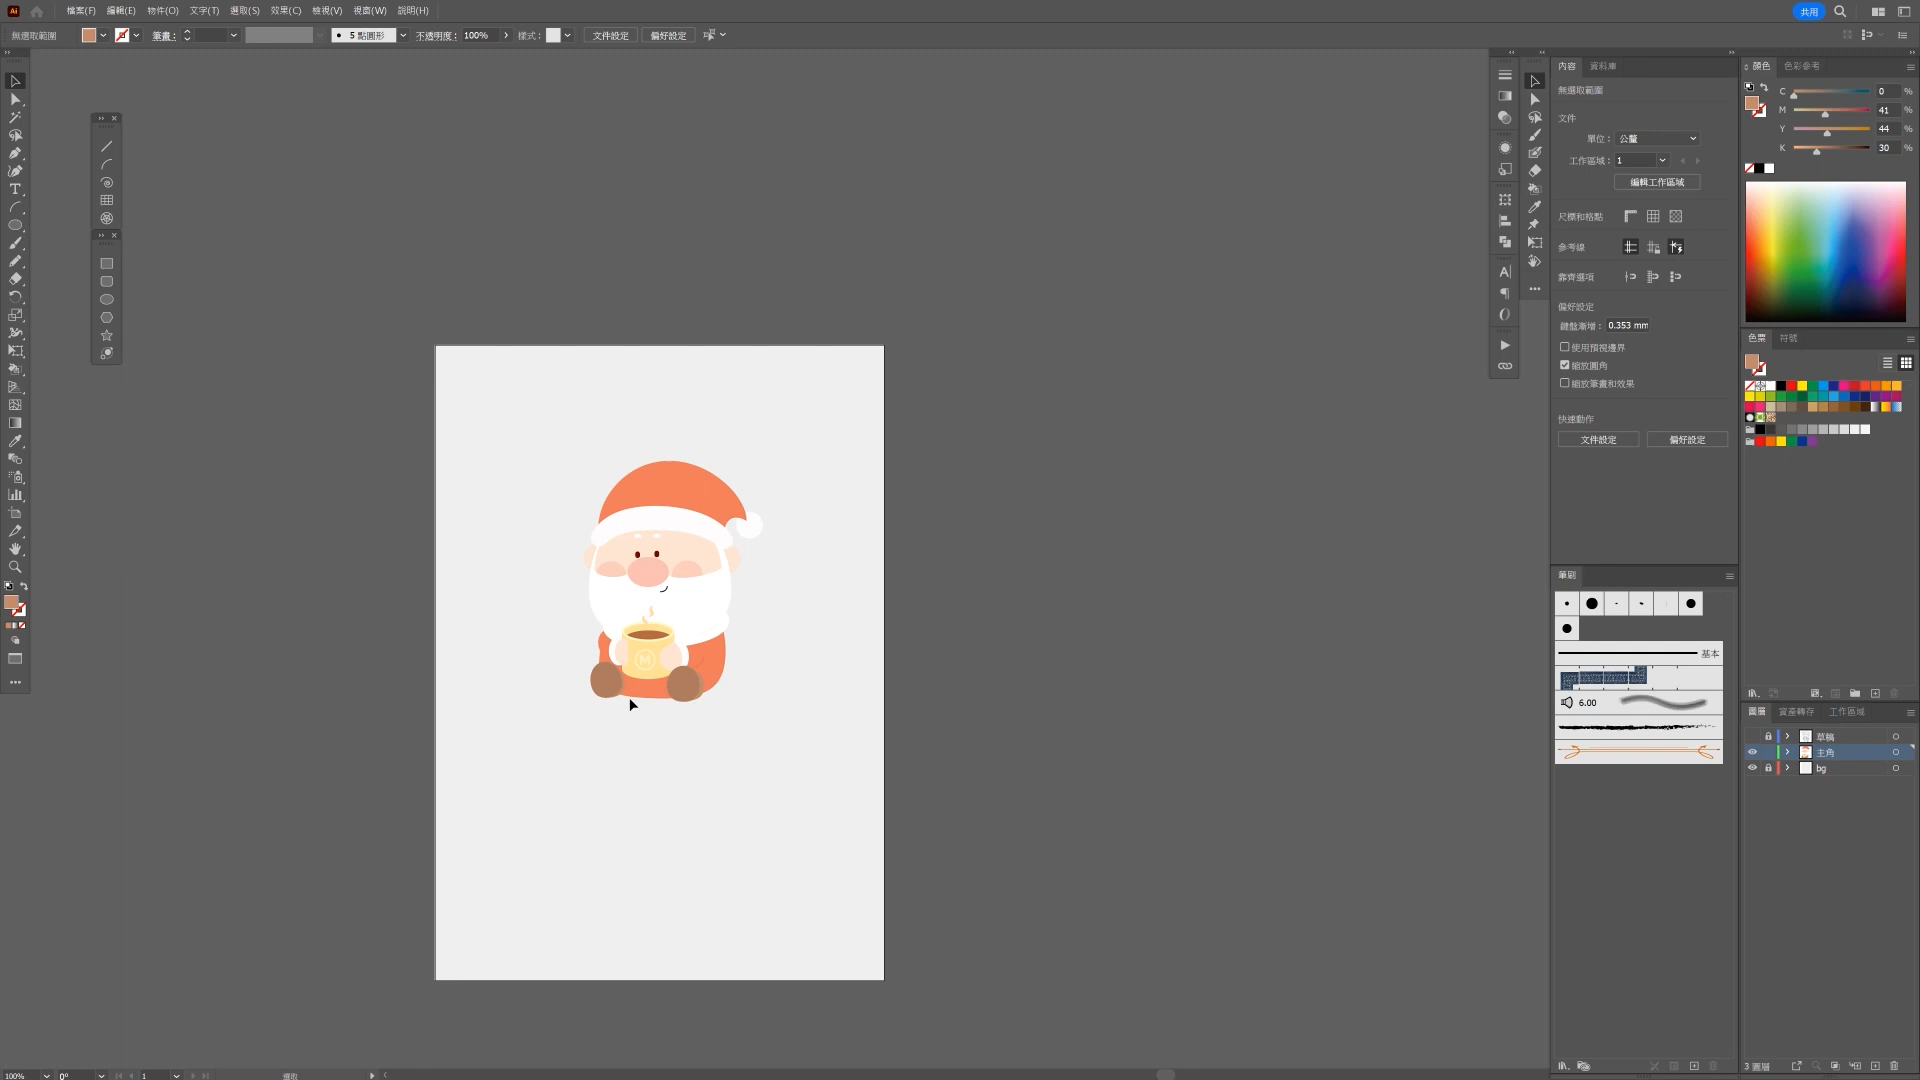 Ai
檔案(F) 編輯(E) 物件(O) 文字(T) 選取(S) 效果(C) 檢視(V) 視窗(W) 說明(H)
共用
無選取範圍
筆畫：
5 點圓形
不透明度： 100%
樣式：
文件設定
偏好設定
內容 資料庫
無選取範圍
文件
單位： 公釐
工作區域： 1
編輯工作區域
尺標和格點
參考線
靠齊選項
偏好設定
鍵盤漸增： 0.353 mm
使用預視邊界
縮放圓角
縮放筆畫和效果
快速動作
文件設定 偏好設定
筆刷
基本
6.00
顏色 色彩參考
C 0 %
M 41 %
Y 44 %
K 30 %
色票 符號
圖層 資產轉存 工作區域
草稿
主角
bg
3 圖層
M
100% 0° 1 選取